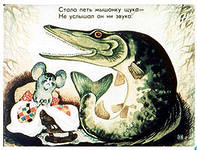 Стала петь мышонку щука—
Не услышал он ни звука: